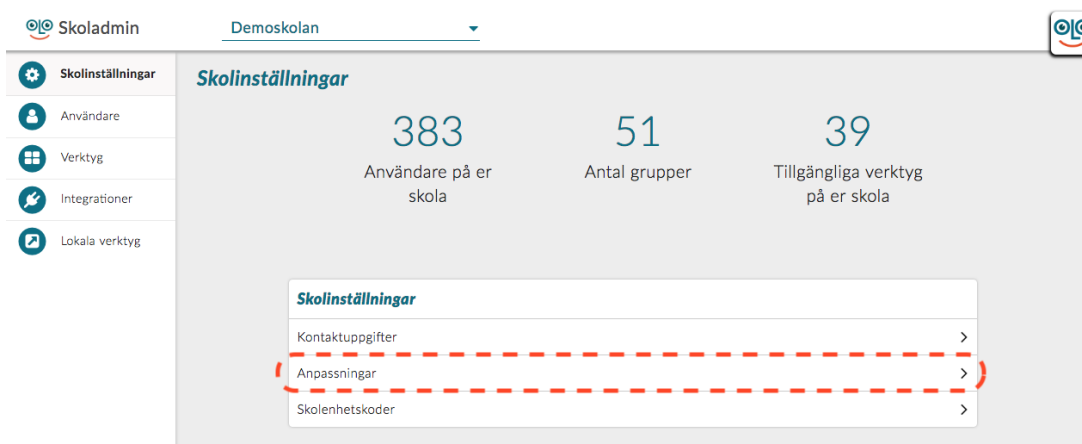 Skoladmin
Demoskolan
Skolinställningar
Användare
Verktyg
Integrationer
Lokala verktyg
Skolinställningar
383
Användare på er
skola
51
Antal grupper
39
Tillgängliga verktyg
på er skola
Skolinställningar
Kontaktuppgifter
Anpassningar
Skolenhetskoder